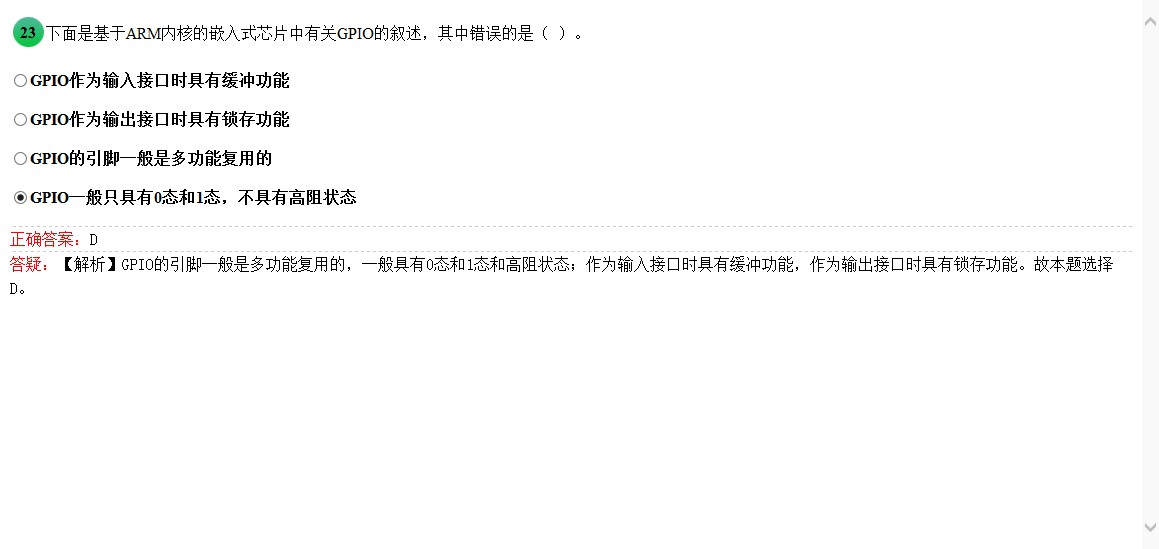 23 下面是基于ARM内核的嵌入式芯片中有关GPIO的叙述，其中错误的是（ ）。
GPIO作为输入接口时具有缓冲功能
GPIO作为输出接口时具有锁存功能
GPIO的引脚一般是多功能复用的
GPIO一般只具有0态和1态，不具有高阻状态
正确答案：D
答疑：【解析】GPIO的引脚一般是多功能复用的，一般具有0态和1态和高阻状态；作为输入接口时具有缓冲功能，作为输出接口时具有锁存功能。故本题选择
D。